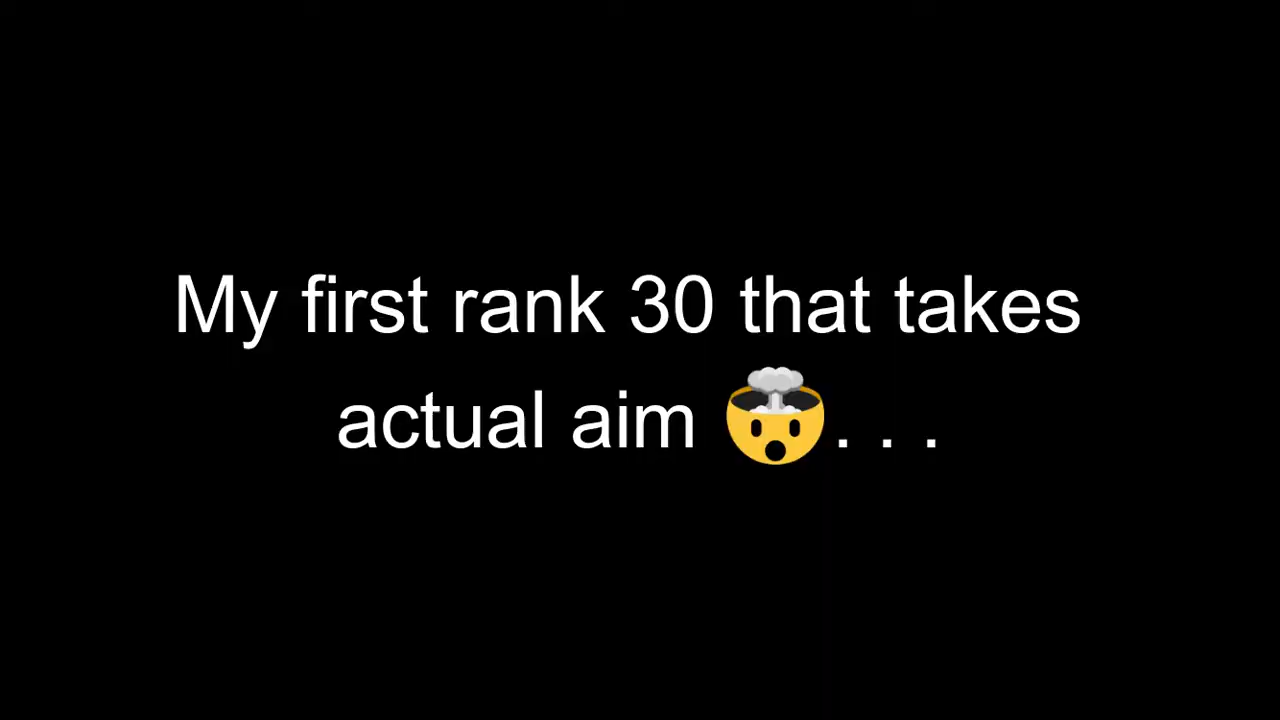 My first rank 30 that takes
actual aim 🤯. . .